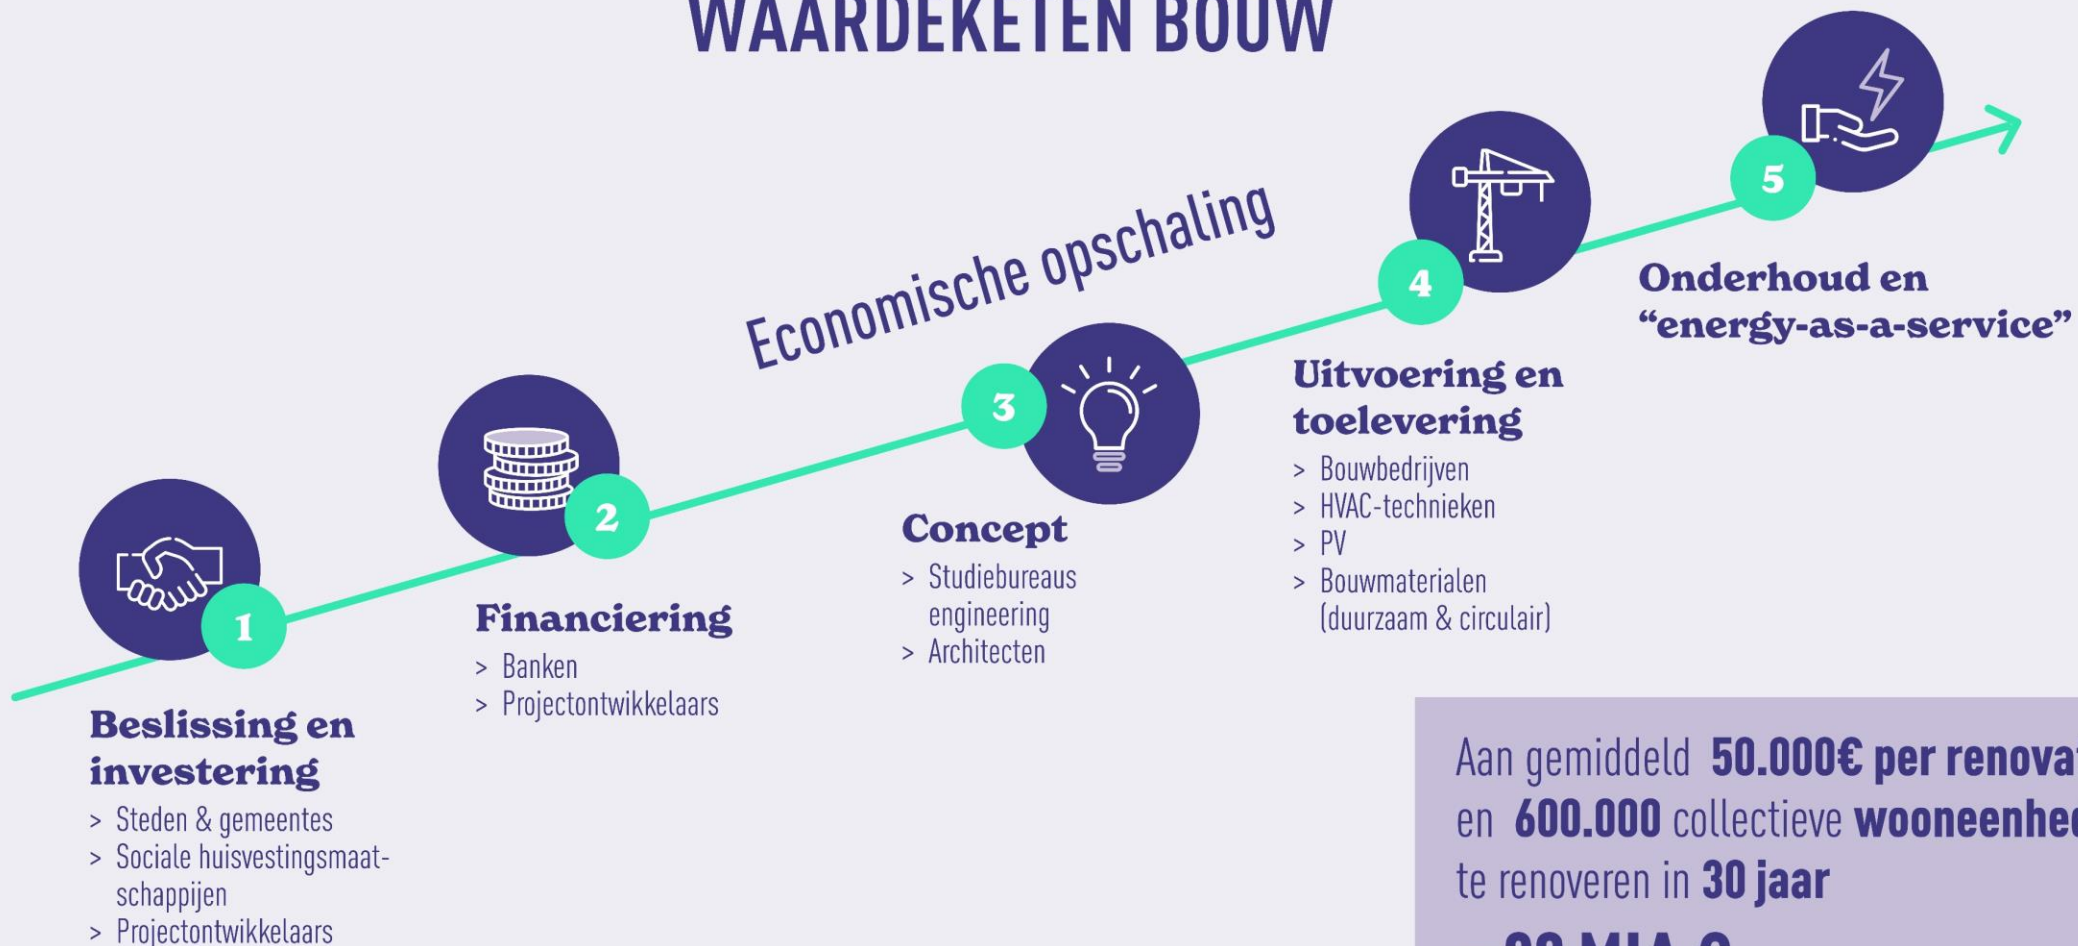 WAARDEKETEN BOUW
Economische opschaling
1
Beslissing en
investering
> Steden & gemeentes
> Sociale huisvestingsmaat-
schappijen
> Projectontwikkelaars
2
Financiering
> Banken
> Projectontwikkelaars
3
Concept
> Studiebureaus
engineering
> Architecten
4
Uitvoering en
toelevering
> Bouwbedrijven
> HVAC-technieken
> PV
> Bouwmaterialen
(duurzaam & circulair)
5
Onderhoud en
“energy-as-a-service”
Aan gemiddeld 50.000€ per
en 600.000 collectieve
te renoveren in 30 jaar